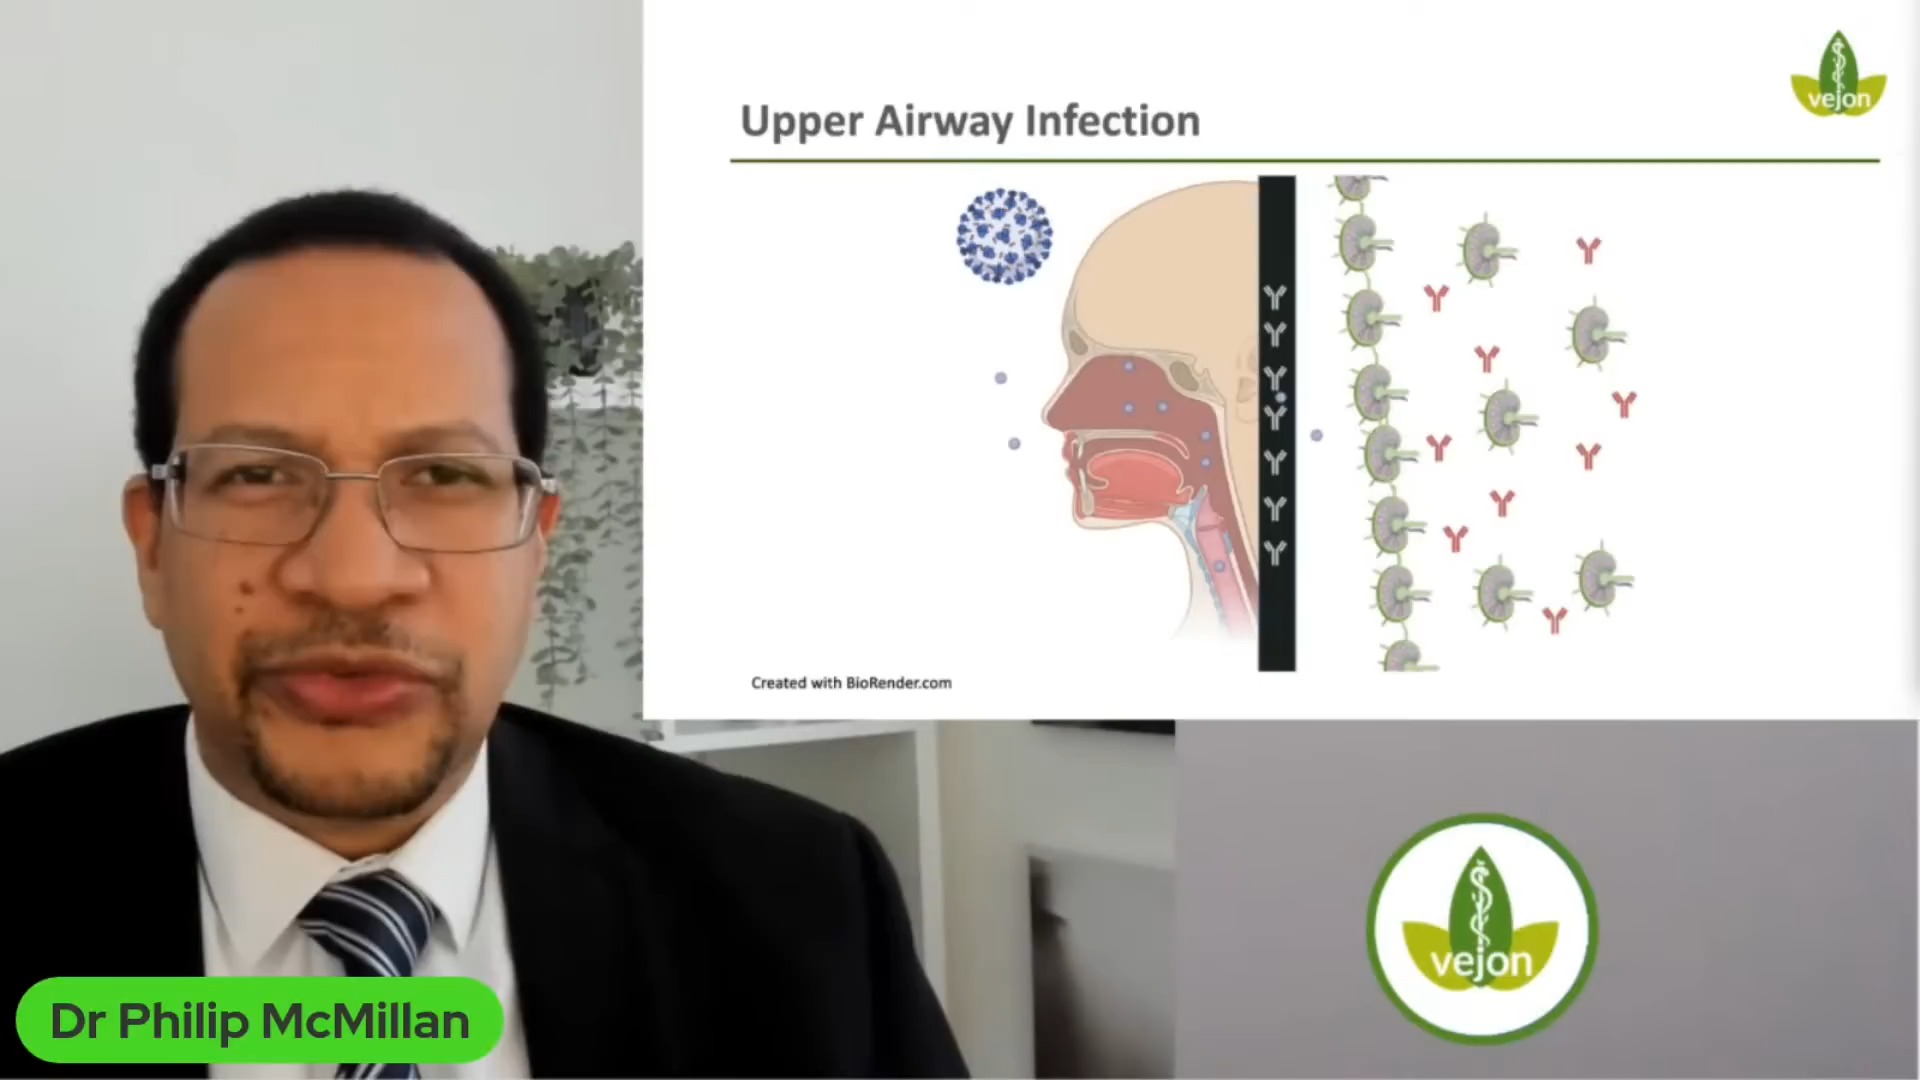 vejon
Upper Airway Infection
Created with BioRender.com
vejon
Dr Philip McMillan